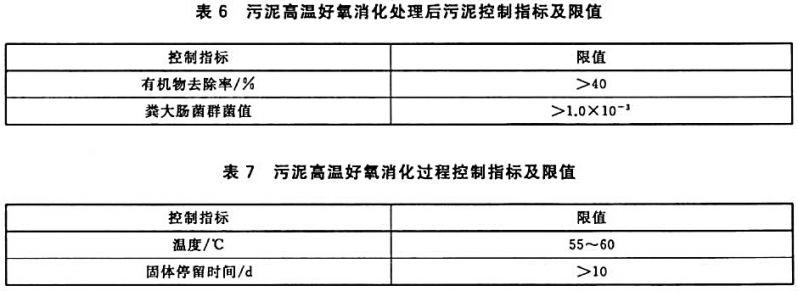 表 6 污泥高温好氧消化处理后污泥控制指标及限值
控制指标 限值
有机物去除率/% >40
粪大肠菌群菌值 >1.0×10⁻³
表 7 污泥高温好氧消化过程控制指标及限值
控制指标 限值
温度/℃ 55～60
固体停留时间/d >10